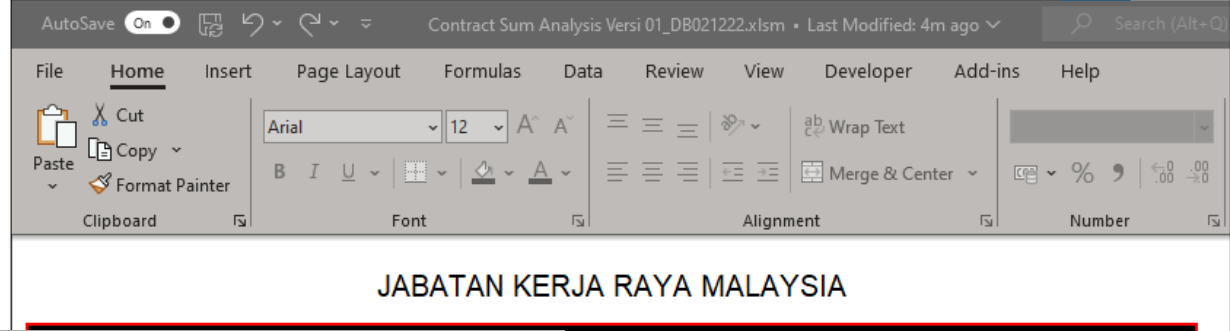 AutoSave On Contract Sum Analysis Versi 01_DB021222.xlsm • Last Modified: 4m ago Search (Alt+Q)
File Home Insert Page Layout Formulas Data Review View Developer Add-ins Help
Cut
Copy
Paste
Format Painter
Arial 12 A A ab Wrap Text
B I U A Merge & Center % .00
Clipboard Font Alignment Number
JABATAN KERJA RAYA MALAYSIA